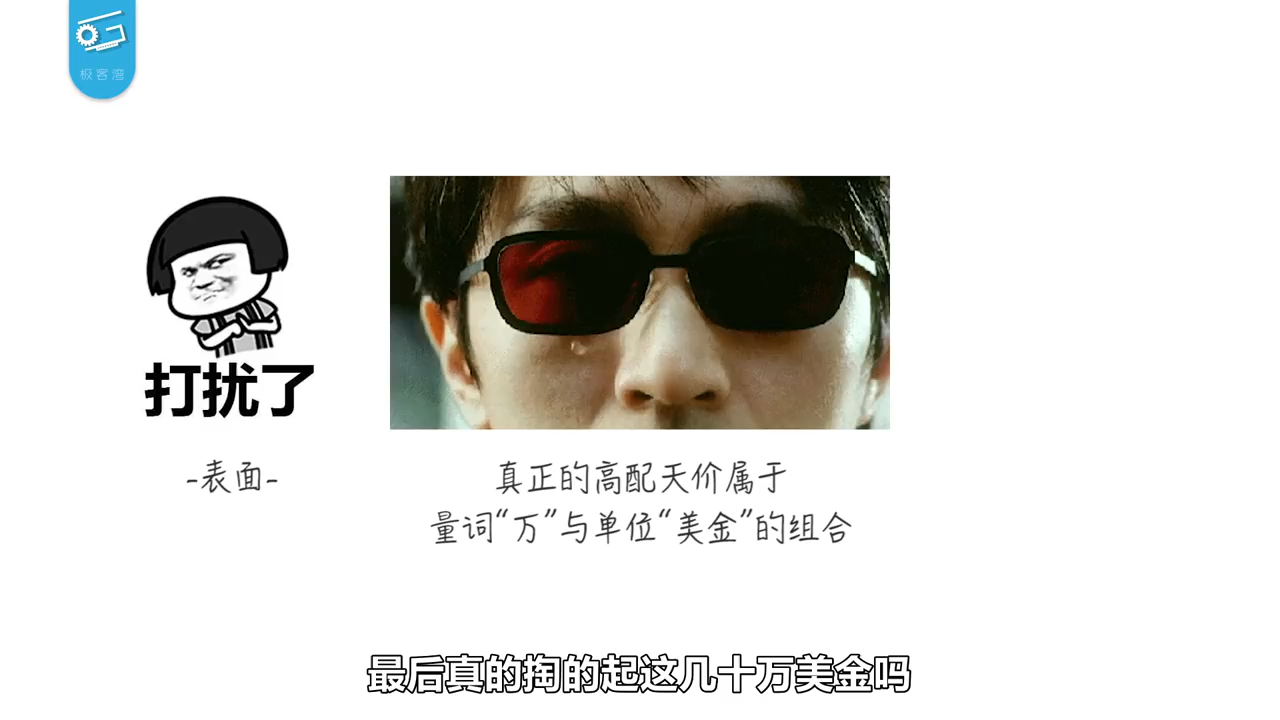 极客湾
打扰了
-表面-
真正的高配天价属于
量词“万”与单位“美金”的组合
最后真的掏的起这几十万美金吗